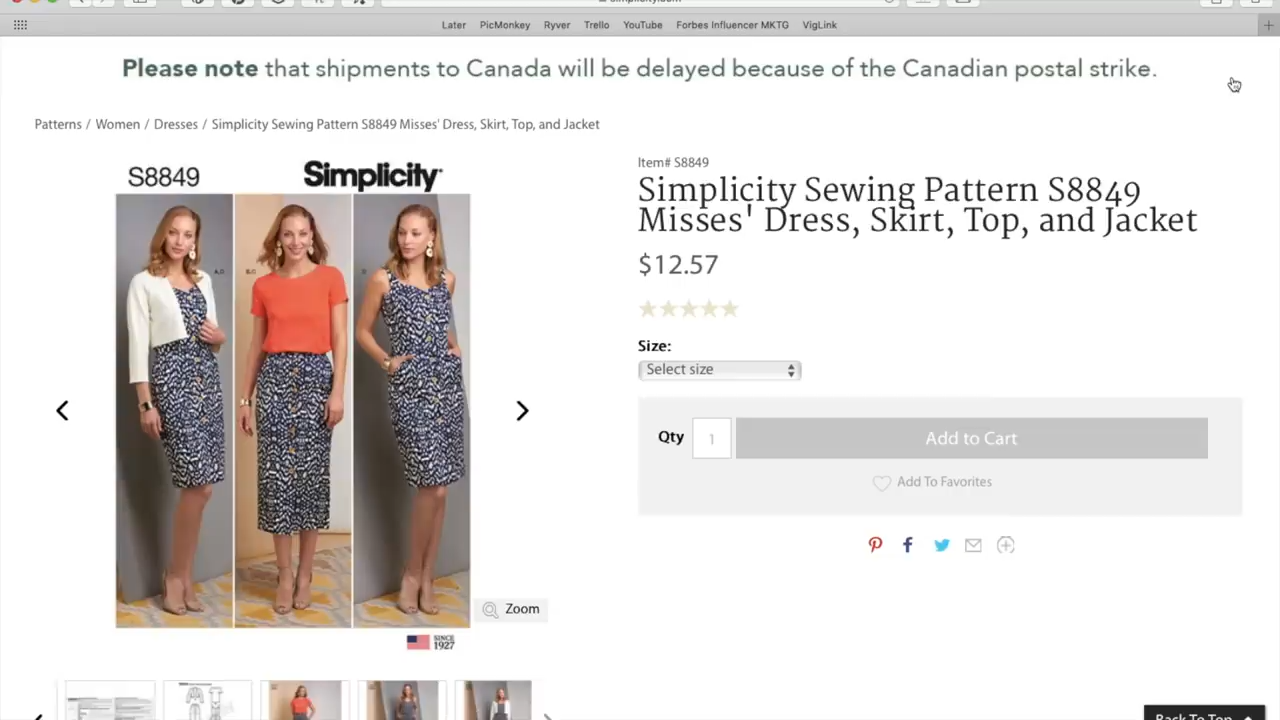 Later PicMonkey Ryver Trello YouTube Forbes Influencer MKTG VigLink
Please note that shipments to Canada will be delayed because of the Canadian postal strike.
Patterns / Women / Dresses / Simplicity Sewing Pattern S8849 Misses' Dress, Skirt, Top, and Jacket
S8849 Simplicity
Item# S8849
Simplicity Sewing Pattern S8849
Misses' Dress, Skirt, Top, and Jacket
$12.57
Size:
Select size
Qty 1 Add to Cart
Add To Favorites
Zoom
SINCE
1927
Back To Top